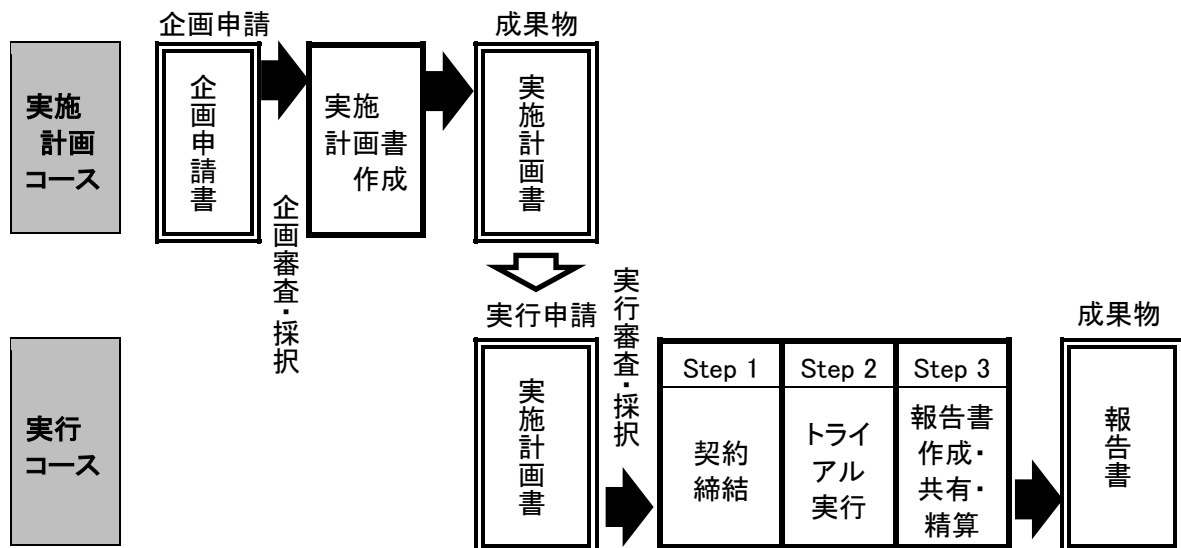 企画申請
成果物
実施
計画
コース
企画申請書
企画審査・採択
実施
計画書
作成
実施計画書
実行申請
実行審査・採択
成果物
実行
コース
実施計画書
Step 1
Step 2
Step 3
契約
締結
トライ
アル
実行
報告書
作成・
共有・
精算
報告書